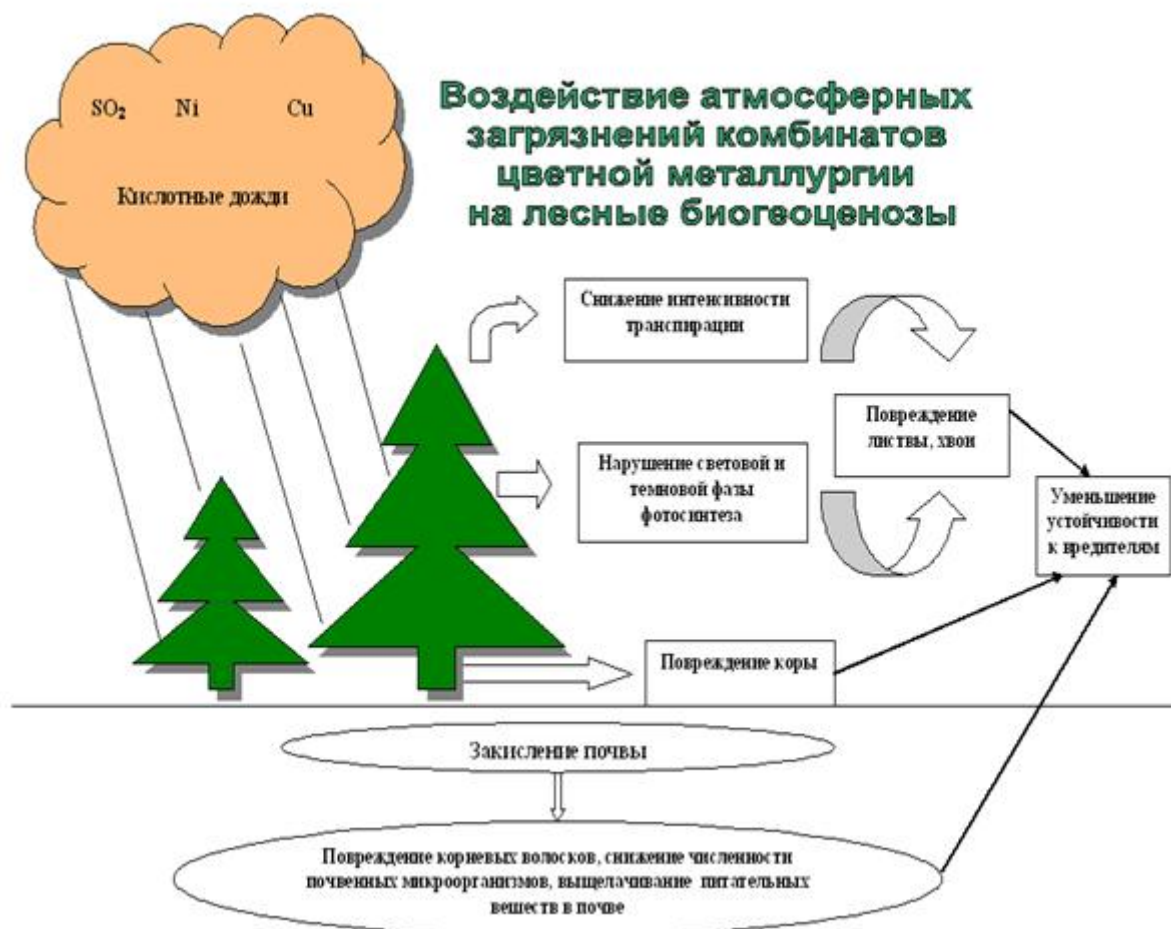 Воздействие атмосферных
загрязнений комбинатов
цветной металлургии
на лесные биогеоценозы
SO₂ Ni Cu
Кислотные дожди
Снижение интенсивности
транспирации
Повреждение
листвы, хвои
Нарушение световой и
темновой фазы
фотосинтеза
Уменьшение
устойчивости
к вредителям
Повреждение коры
Закисление почвы
Повреждение корневых волосков, снижение численности
почвенных микроорганизмов, выщелачивание питательных
веществ в почве